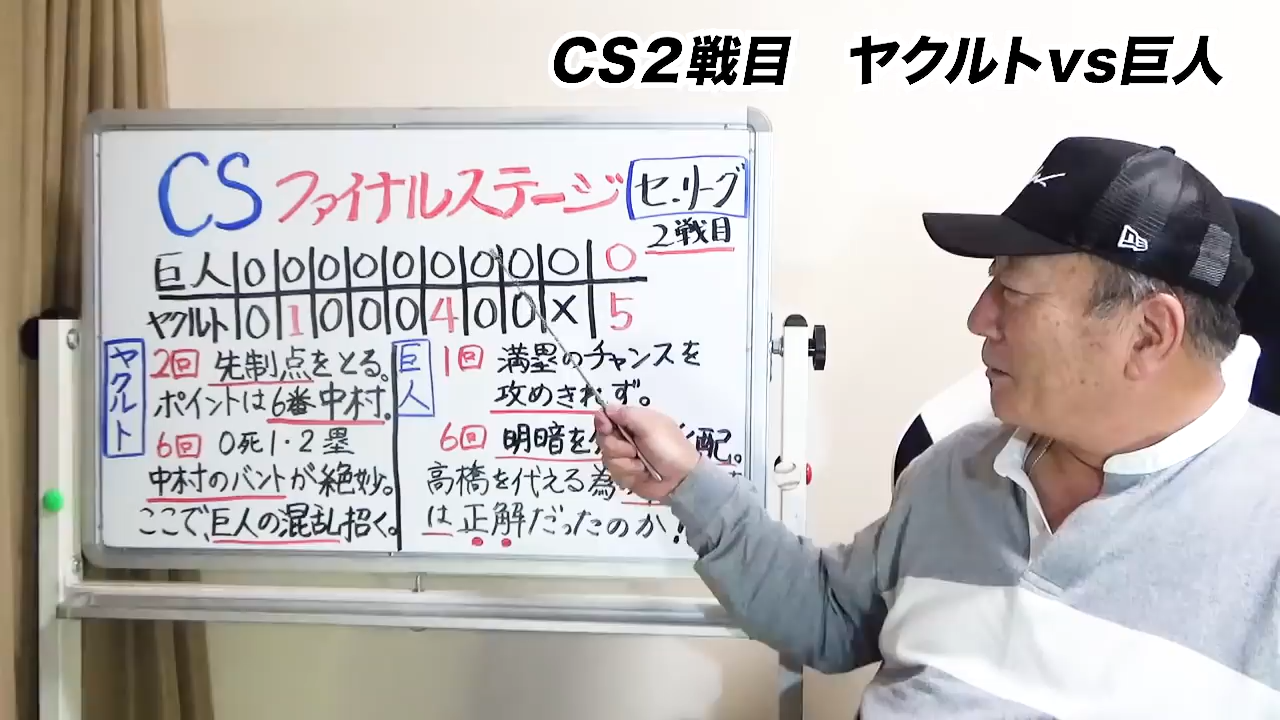 CS2戦目 ヤクルトvs巨人
CS ファイナルステージ セ.リーグ
2戦目
巨人 0 0 0 0 0 0 0 0 0 0
ヤクルト 0 1 0 0 0 4 0 0 X 5
ヤクルト
2回 先制点をとる。
ポイントは6番中村.
6回 0死1・2塁
中村のバントが絶妙。
ここで、巨人の混乱招く。
巨人
1回 満塁のチャンスを
攻めきれず。
6回 明暗を 配。
高橋を代える為
は正解だったのか!